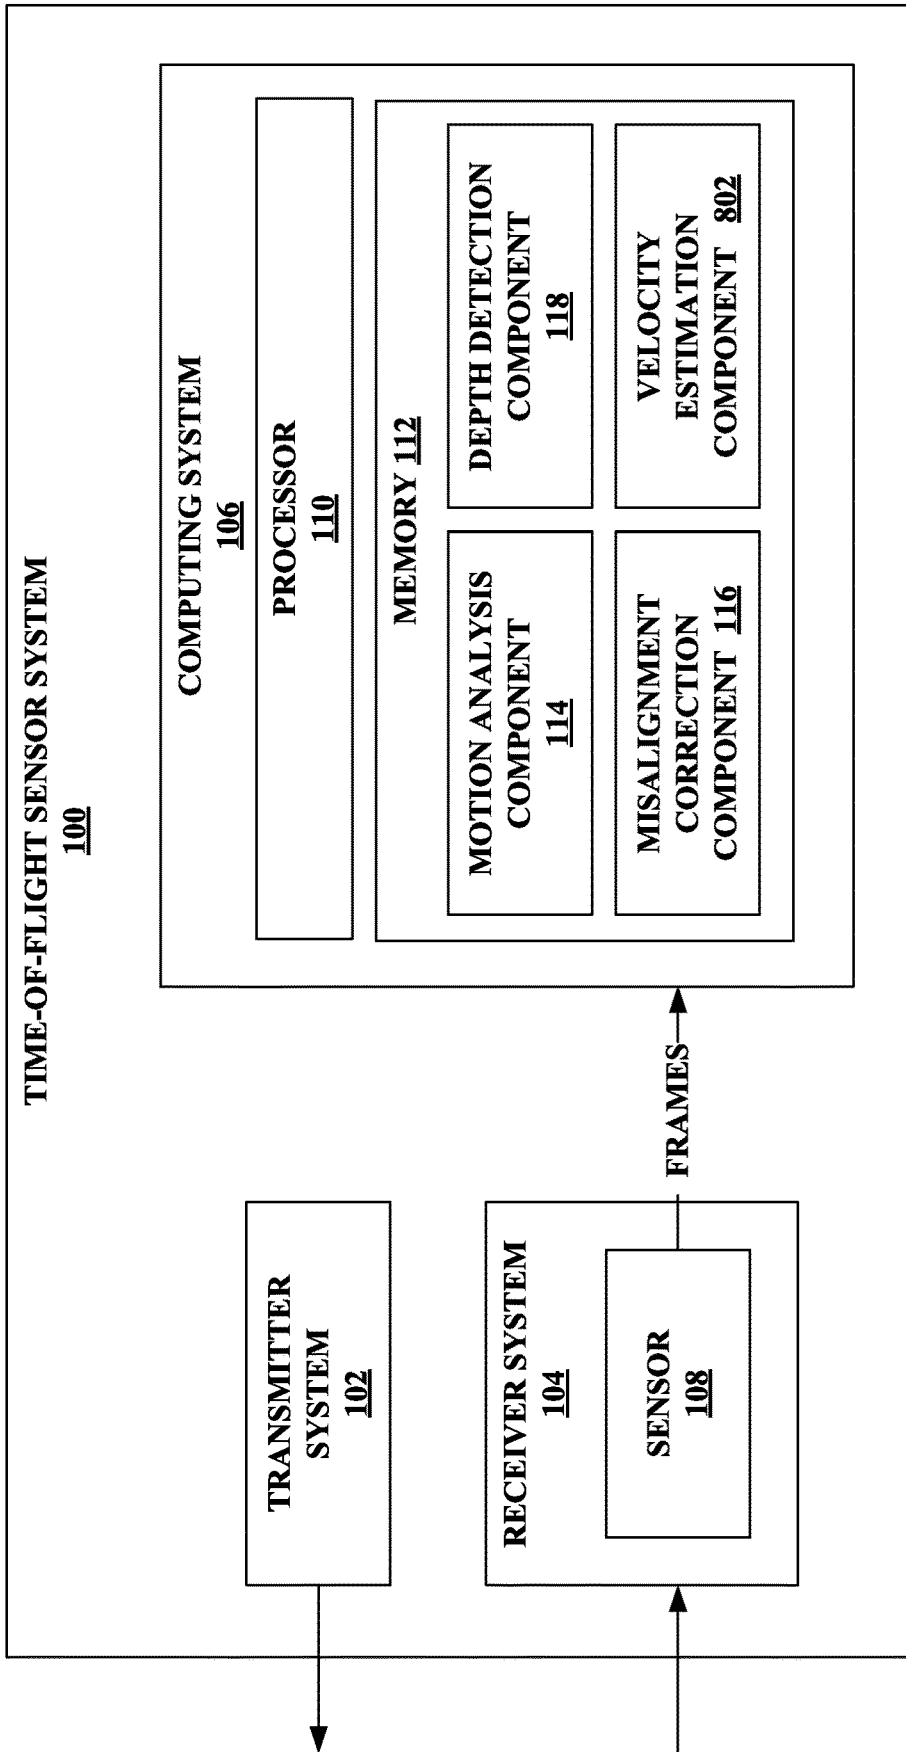 TIME-OF-FLIGHT SENSOR SYSTEM
100
TRANSMITTER
SYSTEM
102
RECEIVER SYSTEM
104
SENSOR
108
FRAMES
COMPUTING SYSTEM
106
PROCESSOR
110
MEMORY 112
MOTION ANALYSIS
COMPONENT
114
DEPTH DETECTION
COMPONENT
118
MISALIGNMENT
CORRECTION
COMPONENT 116
VELOCITY
ESTIMATION
COMPONENT 802